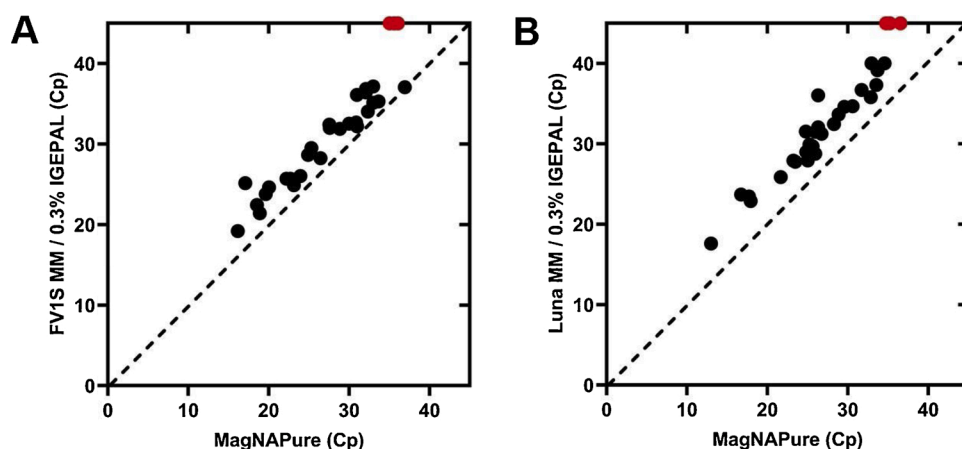 A
FV1S MM / 0.3% IGEPAL (Cp)
40
30
20
10
0
0 10 20 30 40
MagNAPure (Cp)
B
Luna MM / 0.3% IGEPAL (Cp)
40
30
20
10
0
0 10 20 30 40
MagNAPure (Cp)